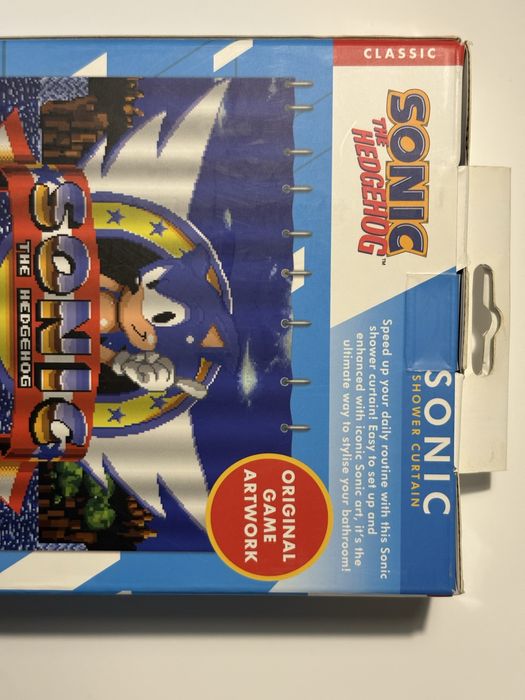 CLASSIC
SONIC
THE
HEDGEHOG™
SONIC
SHOWER CURTAIN
Speed up your daily routine with this Sonic
shower curtain! Easy to set up and
enhanced with iconic Sonic art, it's the
ultimate way to stylise your bathroom!
ORIGINAL
GAME
ARTWORK
SONIC
THE HEDGEHOG